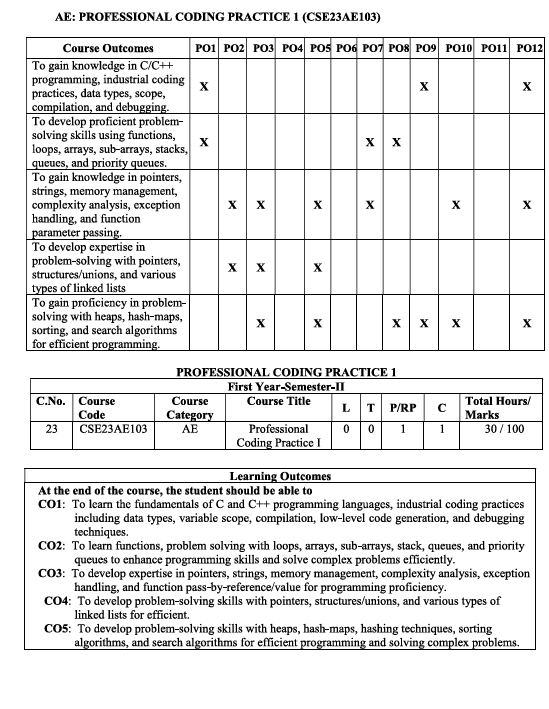 AE: PROFESSIONAL CODING PRACTICE 1 (CSE23AE103)
Course Outcomes PO1 PO2 PO3 PO4 PO5 PO6 PO7 PO8 PO9 PO10 PO11 PO12
To gain knowledge in C/C++
programming, industrial coding
practices, data types, scope,
compilation, and debugging.
X X X
To develop proficient problem-
solving skills using functions,
loops, arrays, sub-arrays, stacks,
queues, and priority queues.
X X X
To gain knowledge in pointers,
strings, memory management,
complexity analysis, exception
handling, and function
parameter passing.
X X X X X X
To develop expertise in
problem-solving with pointers,
structures/unions, and various
types of linked lists
X X X
To gain proficiency in problem-
solving with heaps, hash-maps,
sorting, and search algorithms
for efficient programming.
X X X X X X
PROFESSIONAL CODING PRACTICE 1
First Year-Semester-II
C.No. Course Code Course Category Course Title L T P/RP C Total Hours/ Marks
23 CSE23AE103 AE Professional Coding Practice I 0 0 1 1 30 / 100
Learning Outcomes
At the end of the course, the student should be able to
CO1: To learn the fundamentals of C and C++ programming languages, industrial coding practices
including data types, variable scope, compilation, low-level code generation, and debugging
techniques.
CO2: To learn functions, problem solving with loops, arrays, sub-arrays, stack, queues, and priority
queues to enhance programming skills and solve complex problems efficiently.
CO3: To develop expertise in pointers, strings, memory management, complexity analysis, exception
handling, and function pass-by-reference/value for programming proficiency.
CO4: To develop problem-solving skills with pointers, structures/unions, and various types of
linked lists for efficient.
CO5: To develop problem-solving skills with heaps, hash-maps, hashing techniques, sorting
algorithms, and search algorithms for efficient programming and solving complex problems.